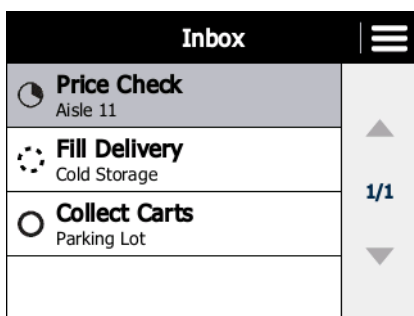 Inbox
Price Check
Aisle 11
Fill Delivery
Cold Storage
1/1
Collect Carts
Parking Lot